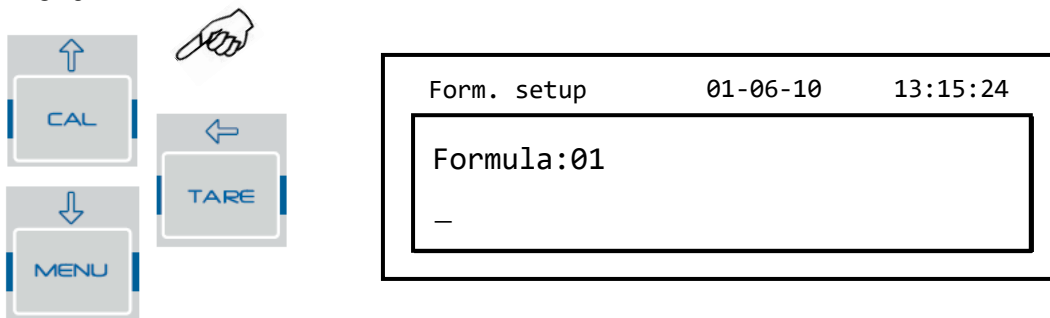 CAL
TARE
MENU
Form. setup 01-06-10 13:15:24
Formula:01
_